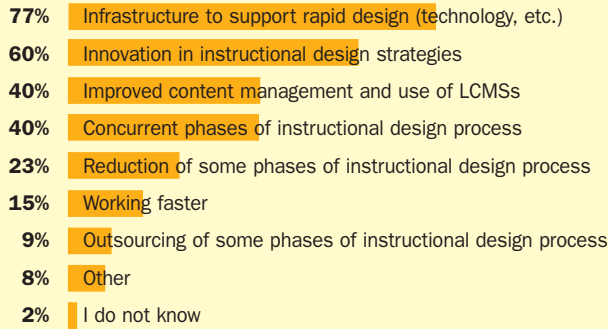 77% Infrastructure to support rapid design (technology, etc.)
60% Innovation in instructional design strategies
40% Improved content management and use of LCMSs
40% Concurrent phases of instructional design process
23% Reduction of some phases of instructional design process
15% Working faster
9% Outsourcing of some phases of instructional design process
8% Other
2% I do not know